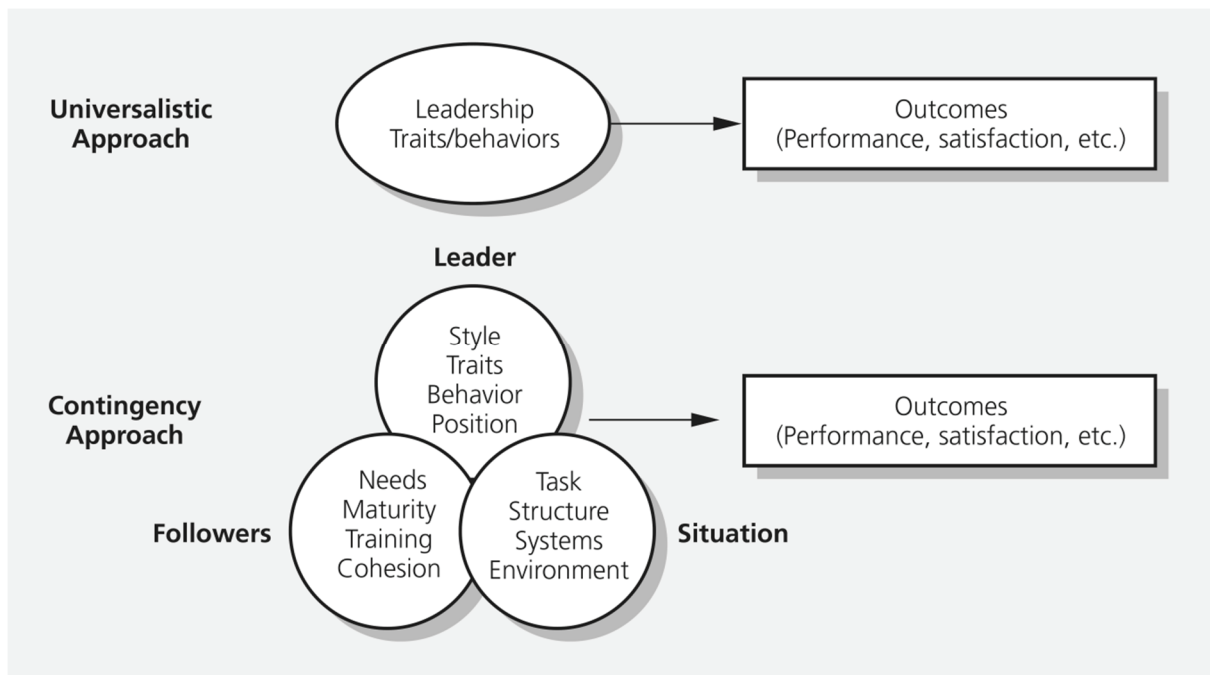 Universalistic
Approach
Leadership
Traits/behaviors
Outcomes
(Performance, satisfaction, etc.)
Leader
Style
Traits
Behavior
Position
Contingency
Approach
Outcomes
(Performance, satisfaction, etc.)
Followers
Needs
Maturity
Training
Cohesion
Task
Structure
Systems
Environment
Situation